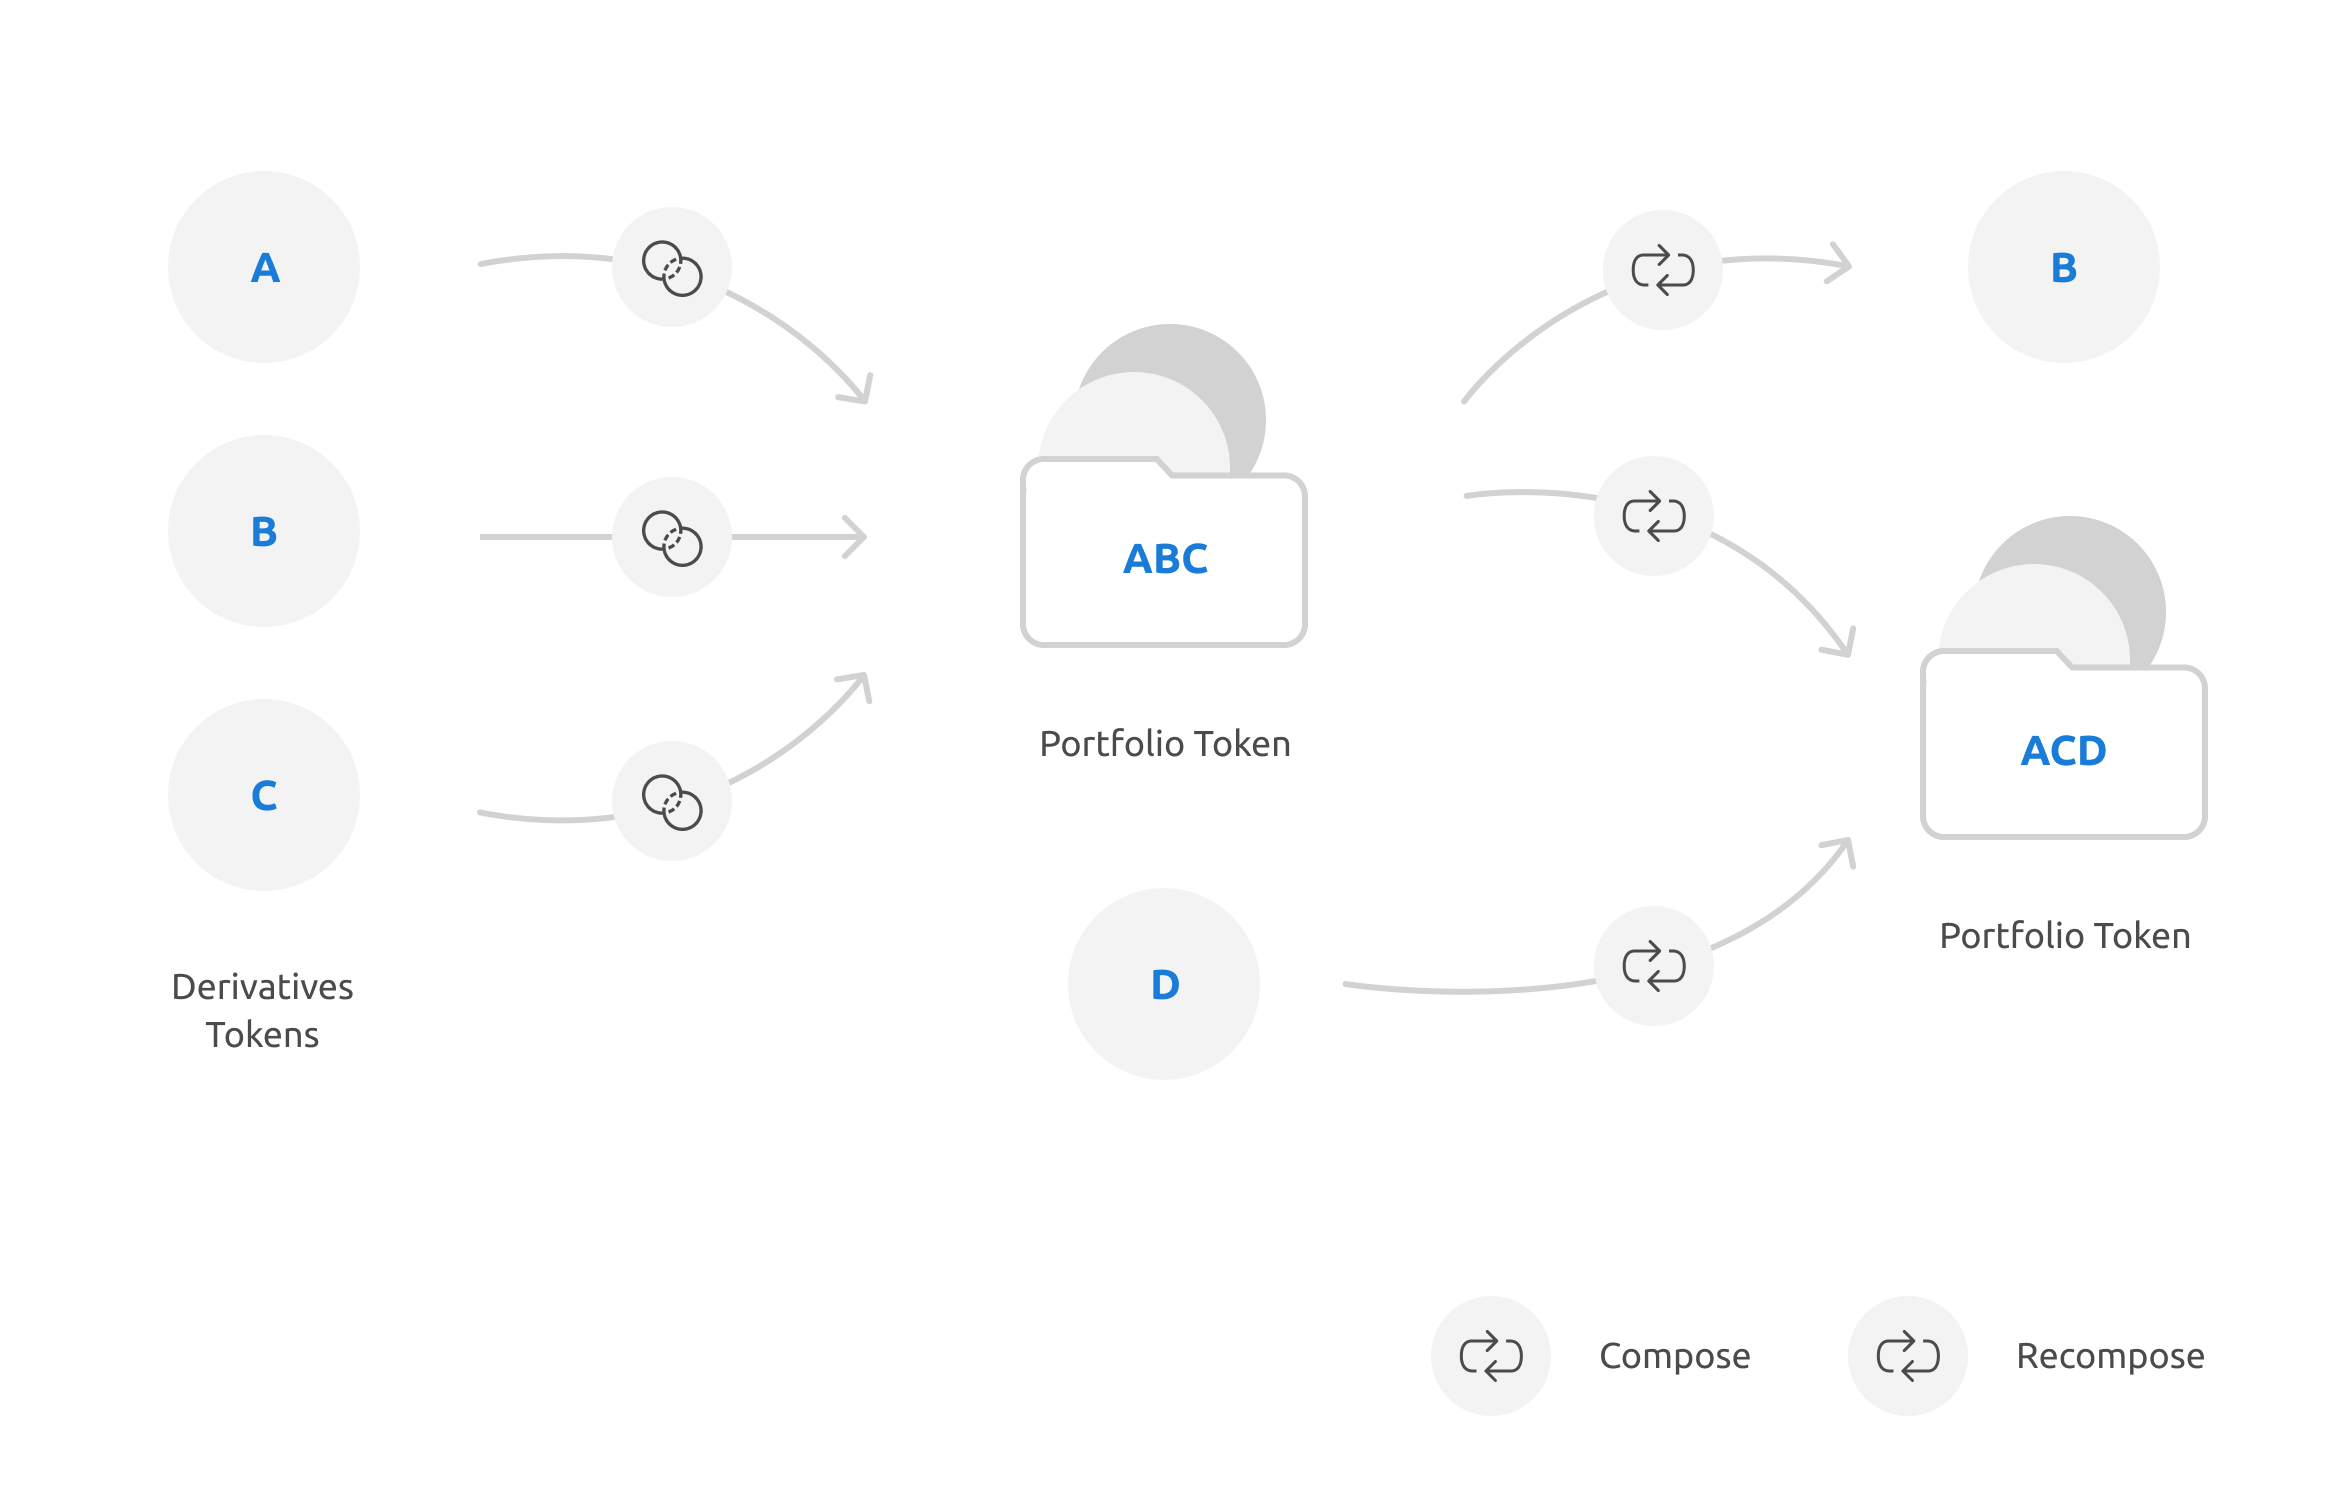 A
B
C
Derivatives
Tokens
ABC
Portfolio Token
D
B
ACD
Portfolio Token
Compose
Recompose